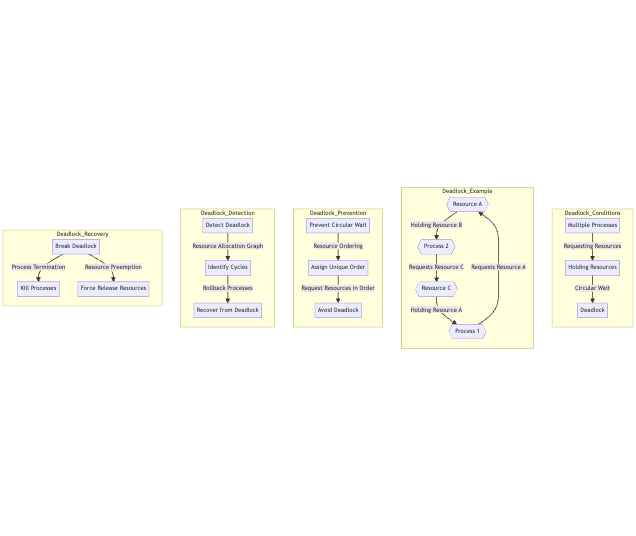 Deadlock_Recovery
Break Deadlock
Process Termination
Resource Preemption
Kill Processes
Force Release Resources
Deadlock_Detection
Detect Deadlock
Resource Allocation Graph
Identify Cycles
Rollback Processes
Recover from Deadlock
Deadlock_Prevention
Prevent Circular Wait
Resource Ordering
Assign Unique Order
Request Resources in Order
Avoid Deadlock
Deadlock_Example
Resource A
Holding Resource B
Process 2
Requests Resource C
Requests Resource A
Resource C
Holding Resource A
Process 1
Deadlock_Conditions
Multiple Processes
Requesting Resources
Holding Resources
Circular Wait
Deadlock